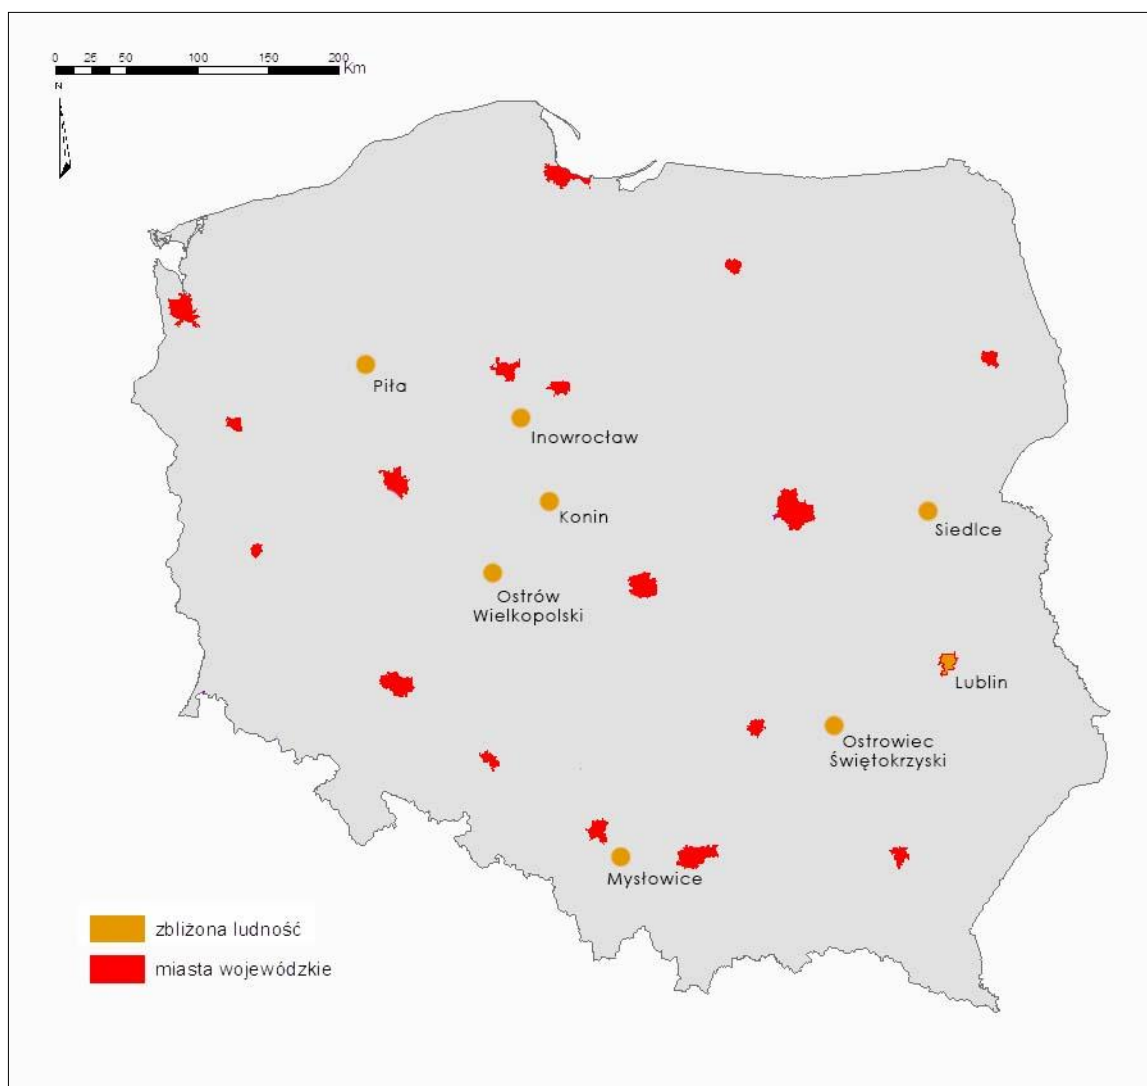 0 25 50 100 150 200
Km
N
Piła
Inowrocław
Konin
Siedlce
Ostrów
Wielkopolski
Lublin
Ostrowiec
Świętokrzyski
Mysłowice
zbliżona ludność
miasta wojewódzkie